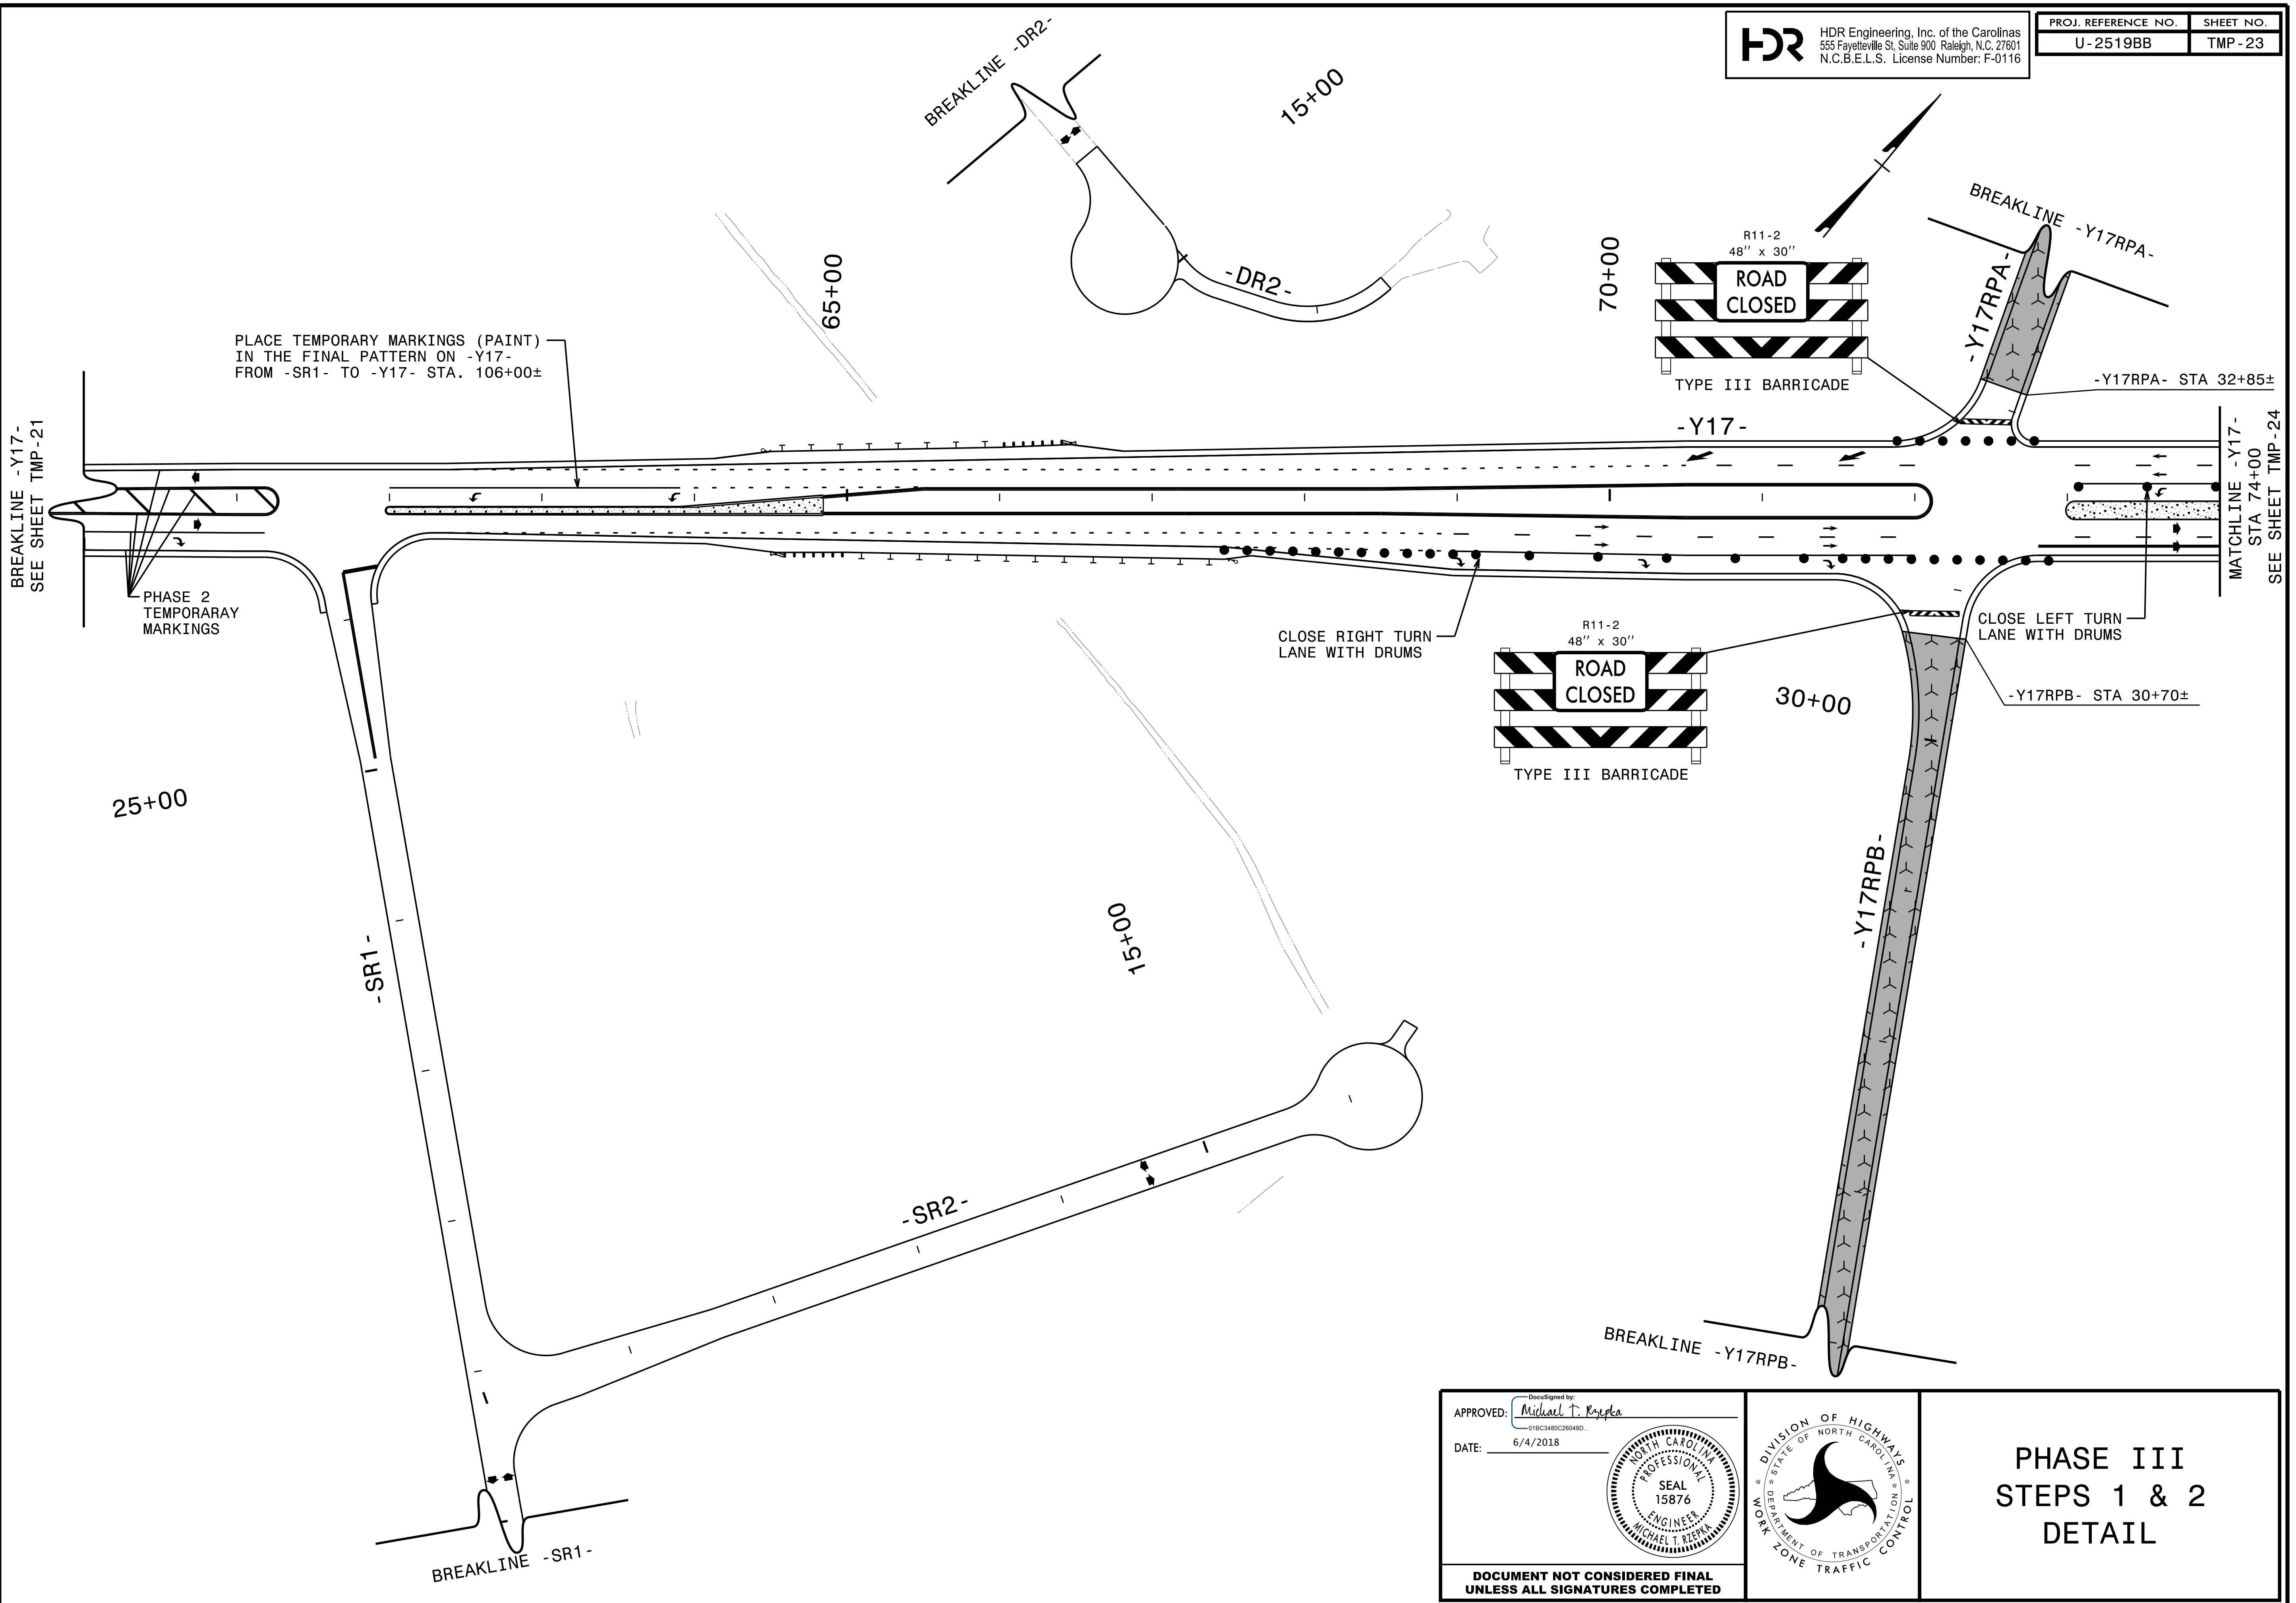 HDR
HDR Engineering, Inc. of the Carolinas
555 Fayetteville St, Suite 900 Raleigh, N.C. 27601
N.C.B.E.L.S. License Number: F-0116
PROJ. REFERENCE NO.
SHEET NO.
U-2519BB
TMP-23
BREAKLINE -DR2-
15+00
-DR2-
65+00
70+00
R11-2
48'' x 30''
ROAD
CLOSED
TYPE III BARRICADE
BREAKLINE -Y17RPA-
-Y17RPA-
-Y17RPA- STA 32+85±
PLACE TEMPORARY MARKINGS (PAINT)
IN THE FINAL PATTERN ON -Y17-
FROM -SR1- TO -Y17- STA. 106+00±
-Y17-
BREAKLINE -Y17-
SEE SHEET TMP-21
MATCHLINE -Y17-
STA 74+00
SEE SHEET TMP-24
PHASE 2
TEMPORARAY
MARKINGS
CLOSE RIGHT TURN
LANE WITH DRUMS
R11-2
48'' x 30''
ROAD
CLOSED
TYPE III BARRICADE
CLOSE LEFT TURN
LANE WITH DRUMS
-Y17RPB- STA 30+70±
30+00
25+00
-SR1-
15+00
-Y17RPB-
-SR2-
BREAKLINE -Y17RPB-
BREAKLINE -SR1-
DocuSigned by:
APPROVED: Michael T. Rzepka
01BC3480C26049D...
DATE: 6/4/2018
NORTH CAROLINA
PROFESSIONAL
SEAL
15876
ENGINEER
MICHAEL T. RZEPKA
DOCUMENT NOT CONSIDERED FINAL
UNLESS ALL SIGNATURES COMPLETED
DIVISION OF HIGHWAYS
STATE OF NORTH CAROLINA
DEPARTMENT OF TRANSPORTATION
WORK ZONE TRAFFIC CONTROL
PHASE III
STEPS 1 & 2
DETAIL